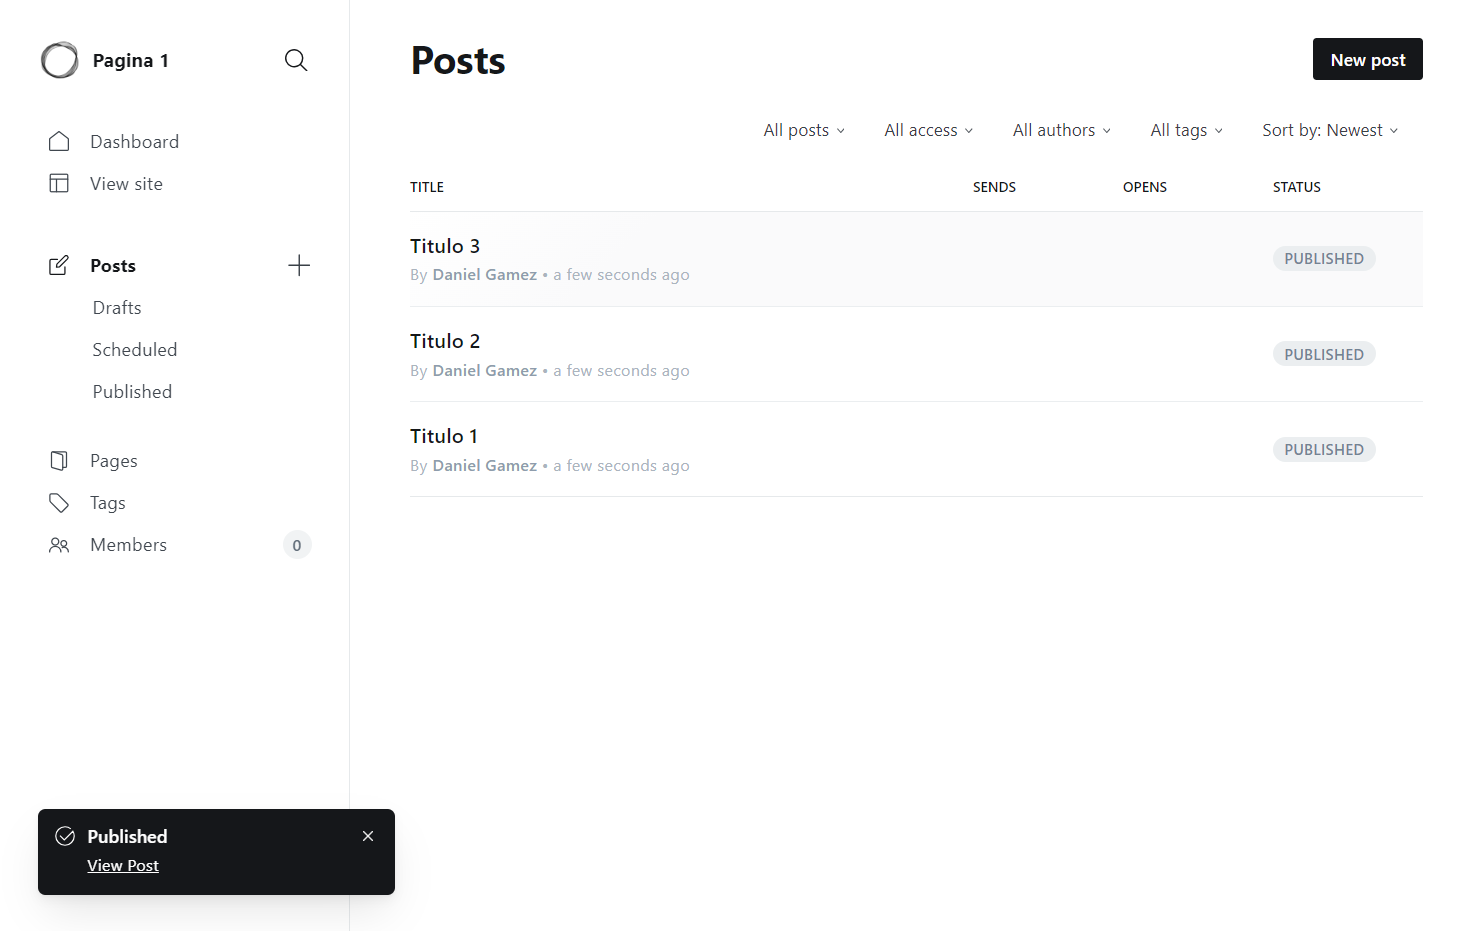 Pagina 1
Dashboard
View site
Posts
Drafts
Scheduled
Published
Pages
Tags
Members 0
Posts
New post
All posts All access All authors All tags Sort by: Newest
TITLE SENDS OPENS STATUS
Titulo 3
By Daniel Gamez • a few seconds ago
PUBLISHED
Titulo 2
By Daniel Gamez • a few seconds ago
PUBLISHED
Titulo 1
By Daniel Gamez • a few seconds ago
PUBLISHED
Published
View Post